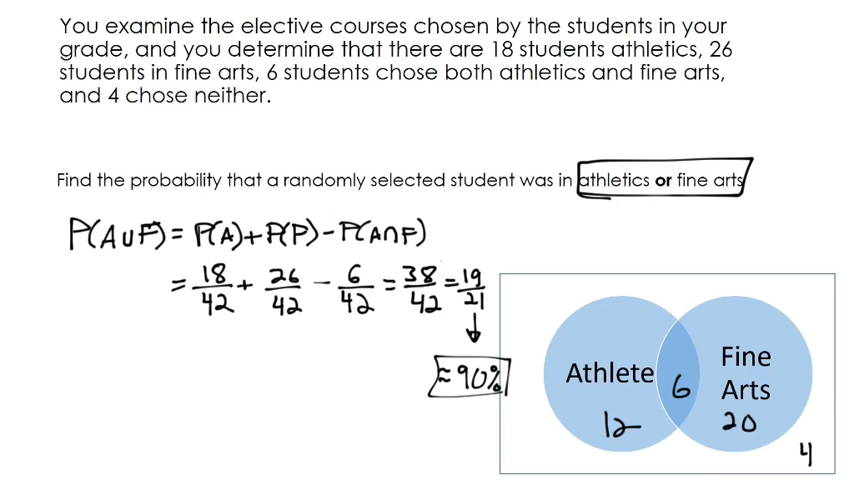 You examine the elective courses chosen by the students in your
grade, and you determine that there are 18 students athletics, 26
students in fine arts, 6 students chose both athletics and fine arts,
and 4 chose neither.
Find the probability that a randomly selected student was in athletics or fine arts
P(A∪F) = P(A) + P(P) − P(A∩F)
= 18/42 + 26/42 − 6/42 = 38/42 = 19/21
≈90%
Athlete
Fine
Arts
6
12
20
4